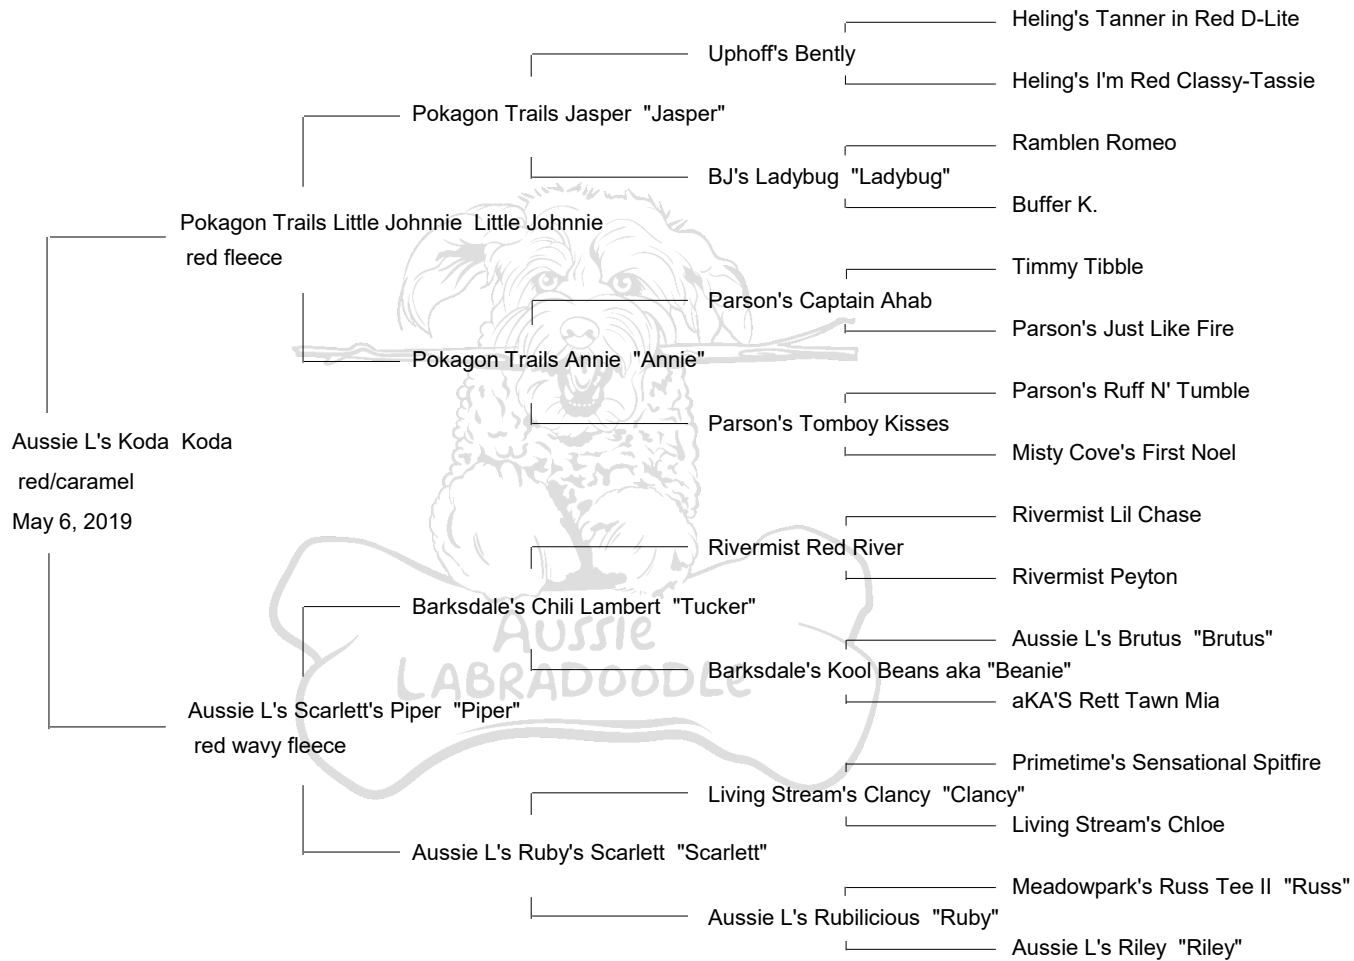 Heling's Tanner in Red D-Lite
Uphoff's Bently
Heling's I'm Red Classy-Tassie
Pokagon Trails Jasper "Jasper"
Ramblen Romeo
BJ's Ladybug "Ladybug"
Buffer K.
Pokagon Trails Little Johnnie Little Johnnie
red fleece
Timmy Tibble
Parson's Captain Ahab
Parson's Just Like Fire
Pokagon Trails Annie "Annie"
Parson's Ruff N' Tumble
Parson's Tomboy Kisses
Misty Cove's First Noel
Aussie L's Koda Koda
red/caramel
May 6, 2019
Rivermist Lil Chase
Rivermist Red River
Rivermist Peyton
Barksdale's Chili Lambert "Tucker"
AUSSIE
LABRADOODLE
Aussie L's Brutus "Brutus"
Barksdale's Kool Beans aka "Beanie"
aKA'S Rett Tawn Mia
Aussie L's Scarlett's Piper "Piper"
red wavy fleece
Primetime's Sensational Spitfire
Living Stream's Clancy "Clancy"
Living Stream's Chloe
Aussie L's Ruby's Scarlett "Scarlett"
Meadowpark's Russ Tee II "Russ"
Aussie L's Rubilicious "Ruby"
Aussie L's Riley "Riley"